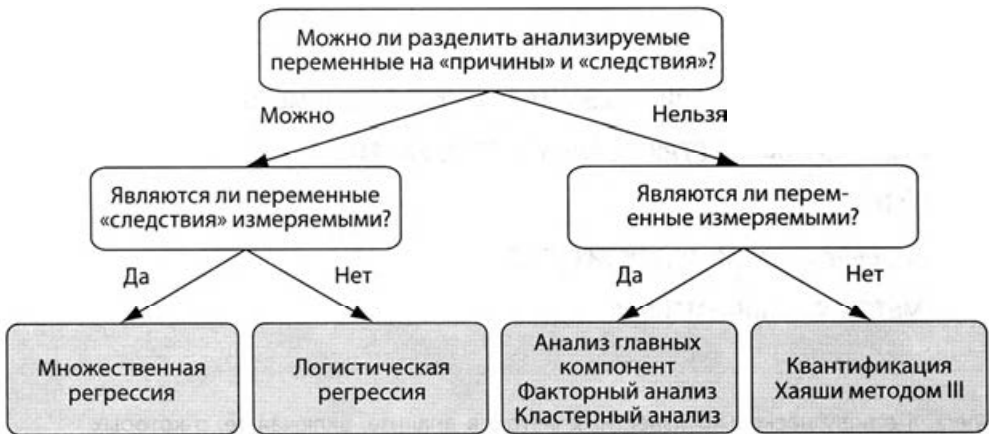 Можно ли разделить анализируемые
переменные на «причины» и «следствия»?
Можно
Нельзя
Являются ли переменные
«следствия» измеряемыми?
Являются ли перем-
енные измеряемыми?
Да
Нет
Да
Нет
Множественная
регрессия
Логистическая
регрессия
Анализ главных
компонент
Факторный анализ
Кластерный анализ
Квантификация
Хаяши методом III